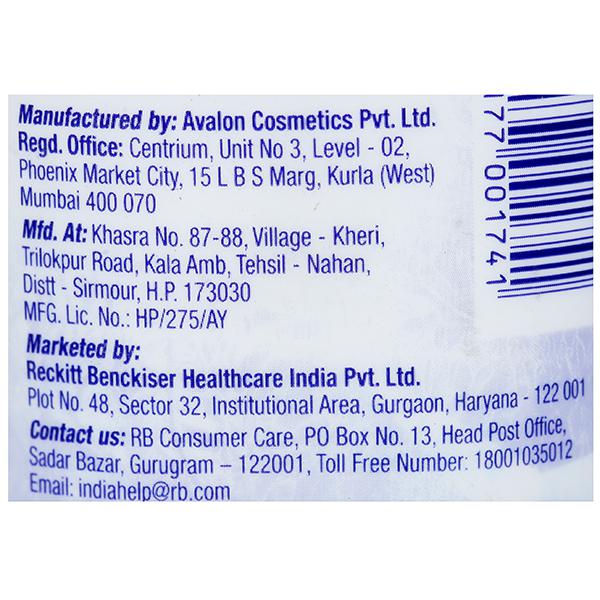 Manufactured by: Avalon Cosmetics Pvt. Ltd.
Regd. Office: Centrium, Unit No 3, Level - 02,
Phoenix Market City, 15 L B S Marg, Kurla (West)
Mumbai 400 070
Mfd. At: Khasra No. 87-88, Village - Kheri,
Trilokpur Road, Kala Amb, Tehsil - Nahan,
Distt - Sirmour, H.P. 173030
MFG. Lic. No.: HP/275/AY
Marketed by:
Reckitt Benckiser Healthcare India Pvt. Ltd.
Plot No. 48, Sector 32, Institutional Area, Gurgaon, Haryana - 122 001
Contact us: RB Consumer Care, PO Box No. 13, Head Post Office,
Sadar Bazar, Gurugram – 122001, Toll Free Number: 18001035012
Email: indiahelp@rb.com
77 001741